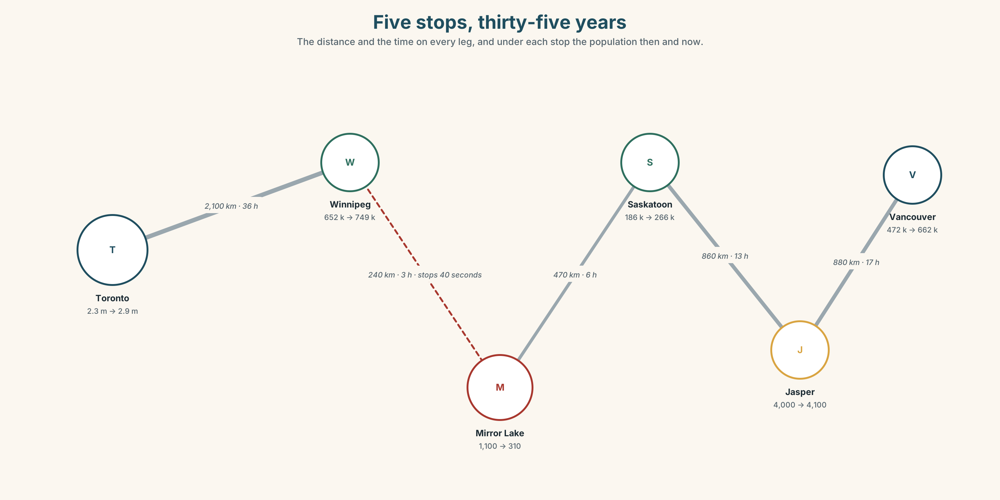 Five stops, thirty-five years
The distance and the time on every leg, and under each stop the population then and now.
T
Toronto
2.3 m → 2.9 m
2,100 km · 36 h
W
Winnipeg
652 k → 749 k
240 km · 3 h · stops 40 seconds
M
Mirror Lake
1,100 → 310
470 km · 6 h
S
Saskatoon
186 k → 266 k
860 km · 13 h
J
Jasper
4,000 → 4,100
880 km · 17 h
V
Vancouver
472 k → 662 k